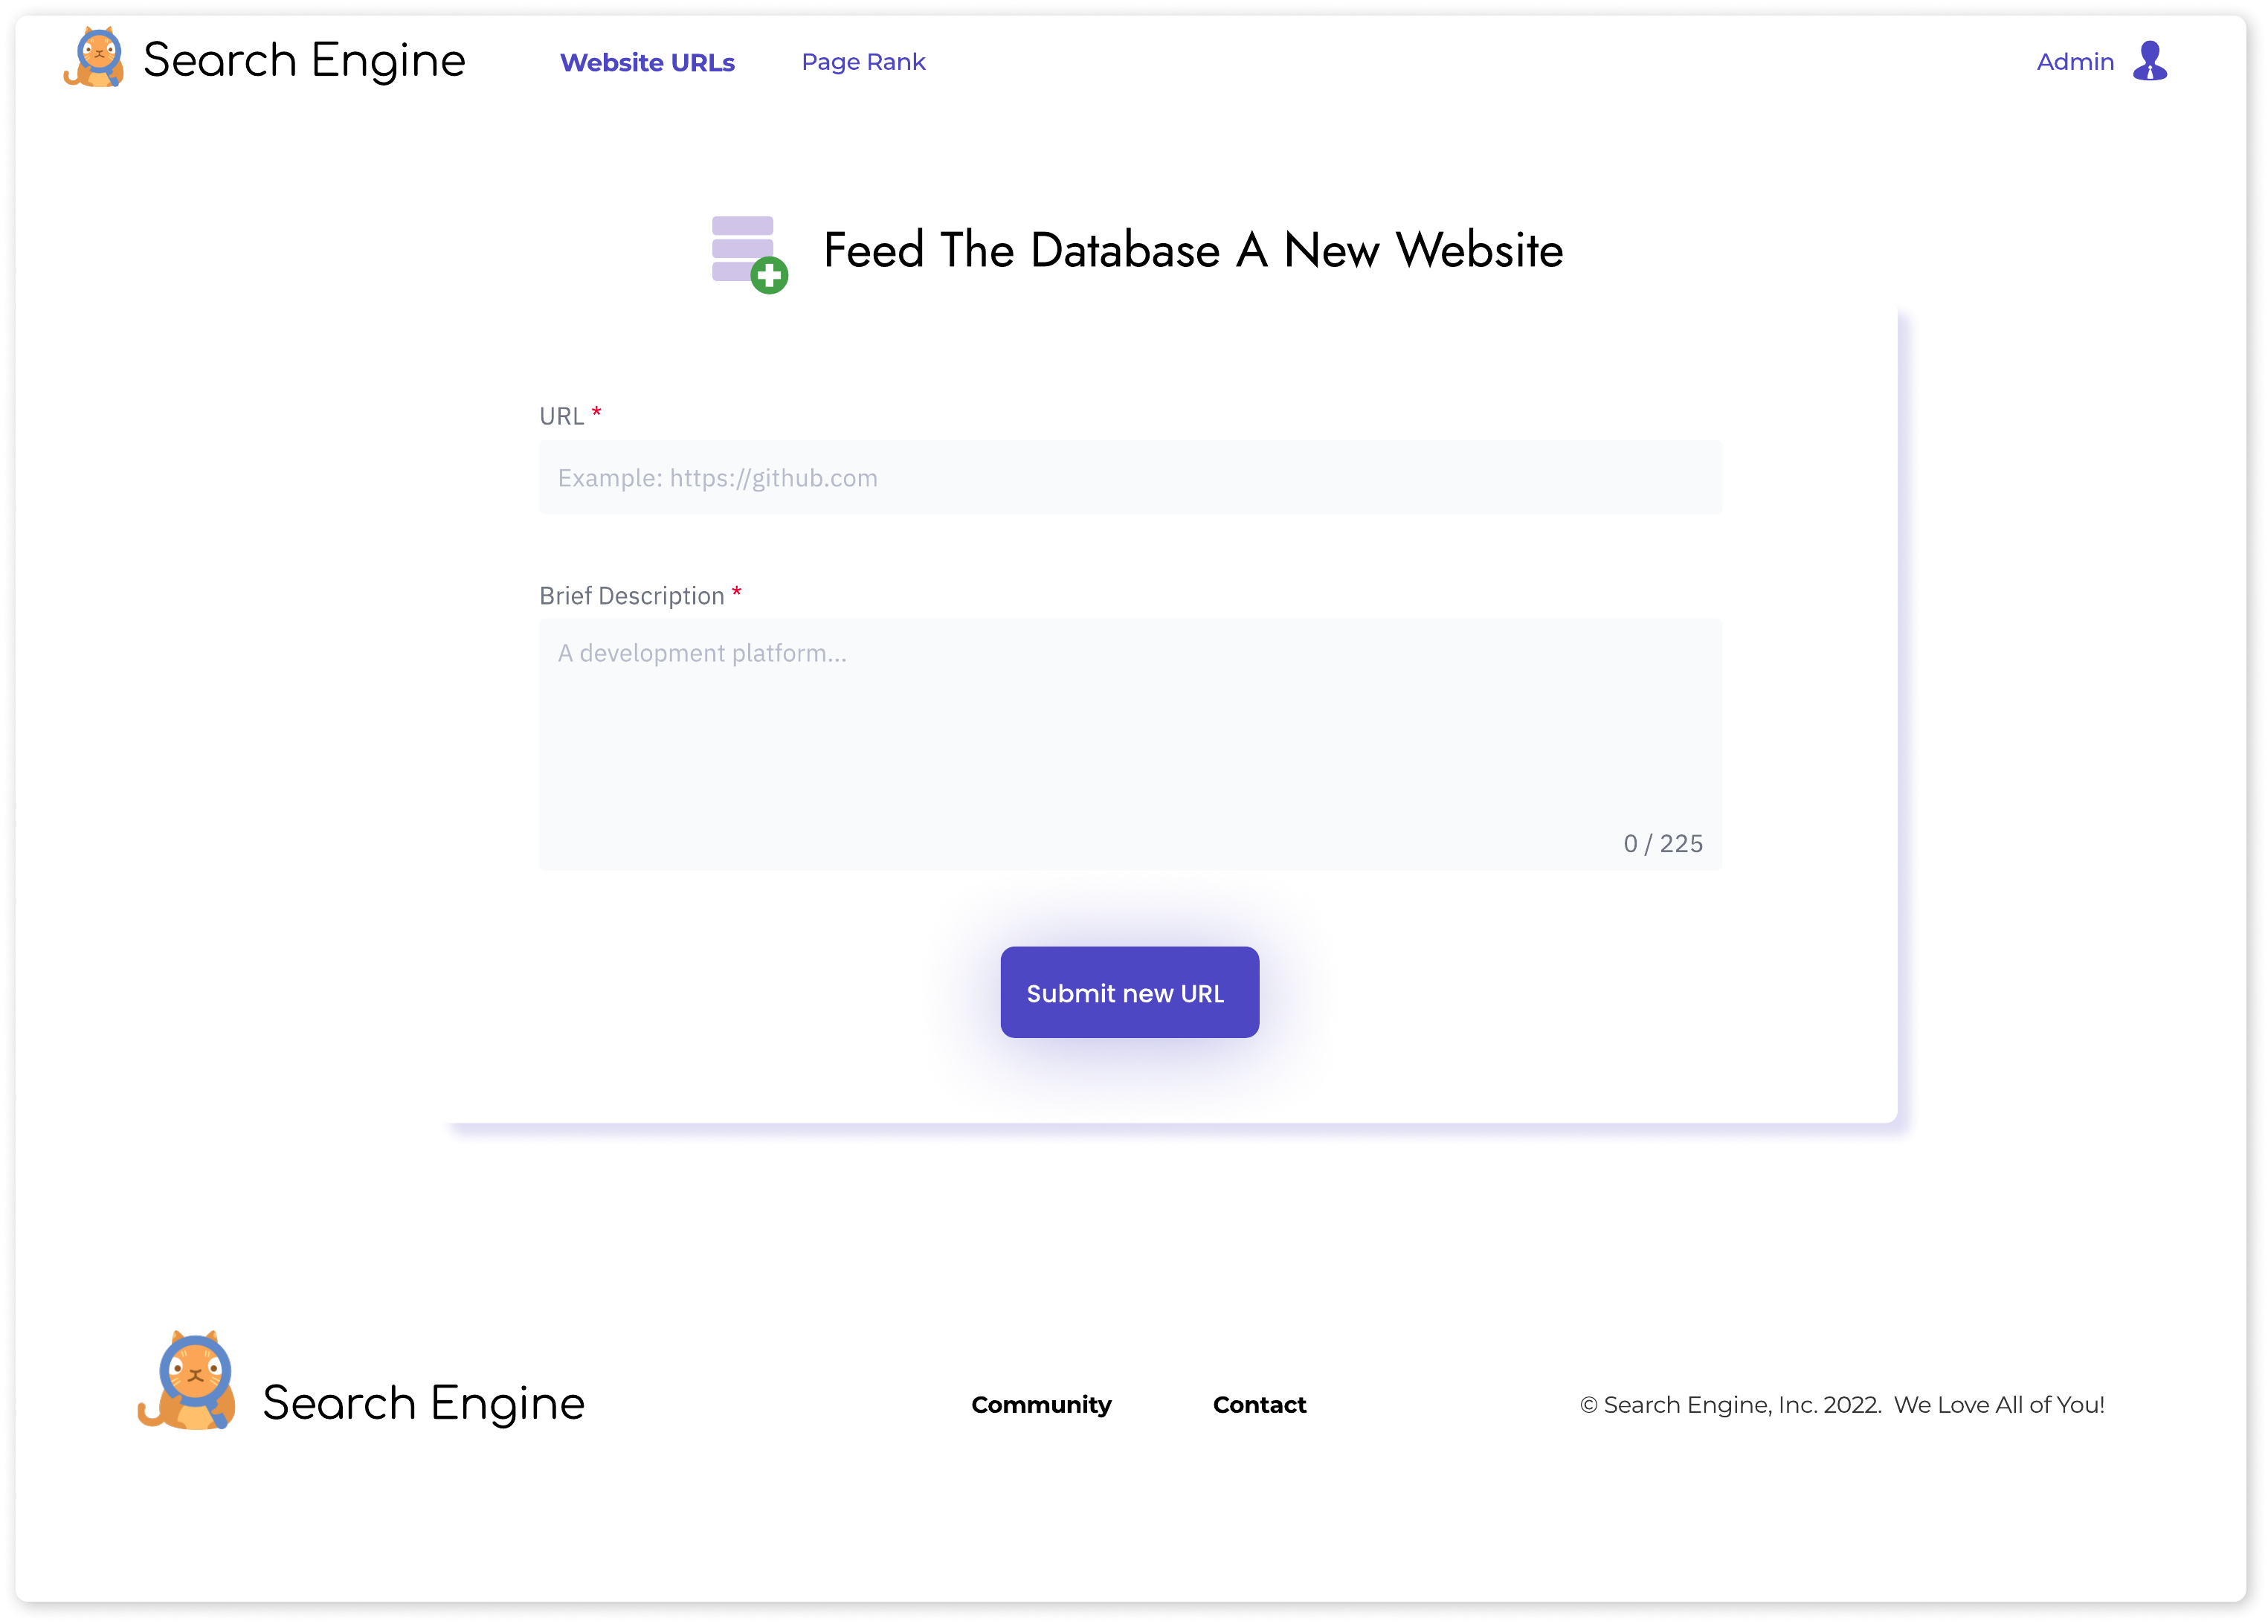 Search Engine
Website URLs
Page Rank
Admin
Feed The Database A New Website
URL *
Example: https://github.com
Brief Description *
A development platform...
0 / 225
Submit new URL
Search Engine
Community
Contact
© Search Engine, Inc. 2022.  We Love All of You!